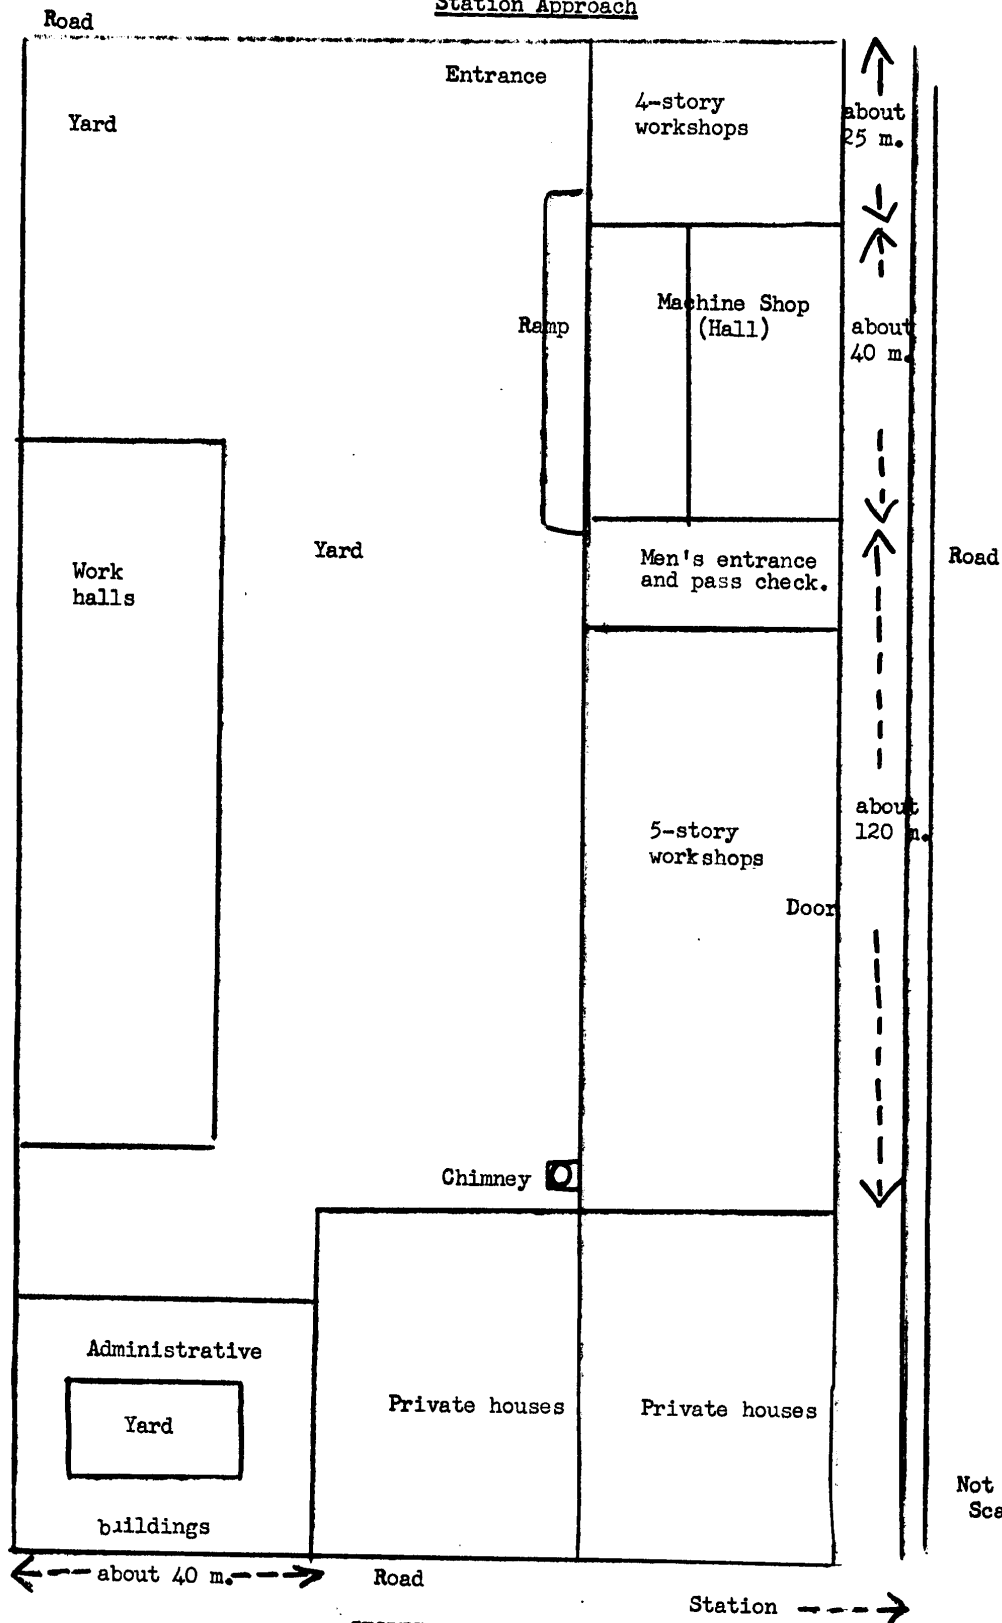 Station Approach
Road
Entrance
Yard
4-story
workshops
about
25 m.
Machine Shop
(Hall)
Ramp
about
40 m.
Yard
Men's entrance
and pass check.
Road
Work
halls
5-story
workshops
about
120 m.
Door
Chimney
Administrative
Yard
buildings
Private houses
Private houses
Not
about 40 m.
Road
Station